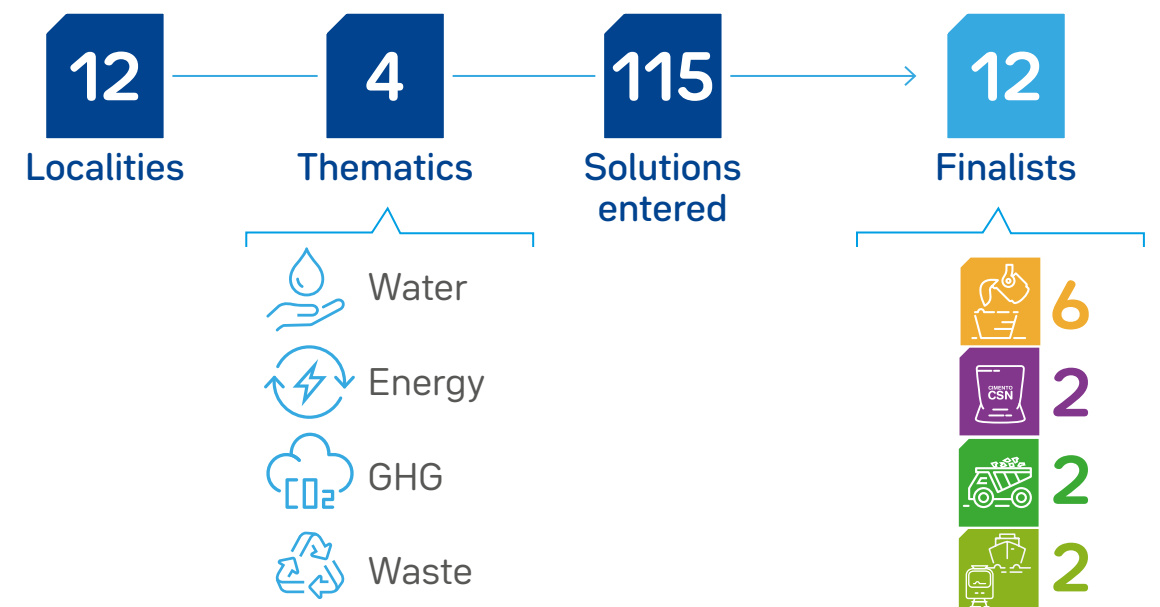 12
4
115
12
Localities
Thematics
Solutions
entered
Finalists
Water
Energy
GHG
CO2
Waste
6
CIMENTO
CSN
2
2
2